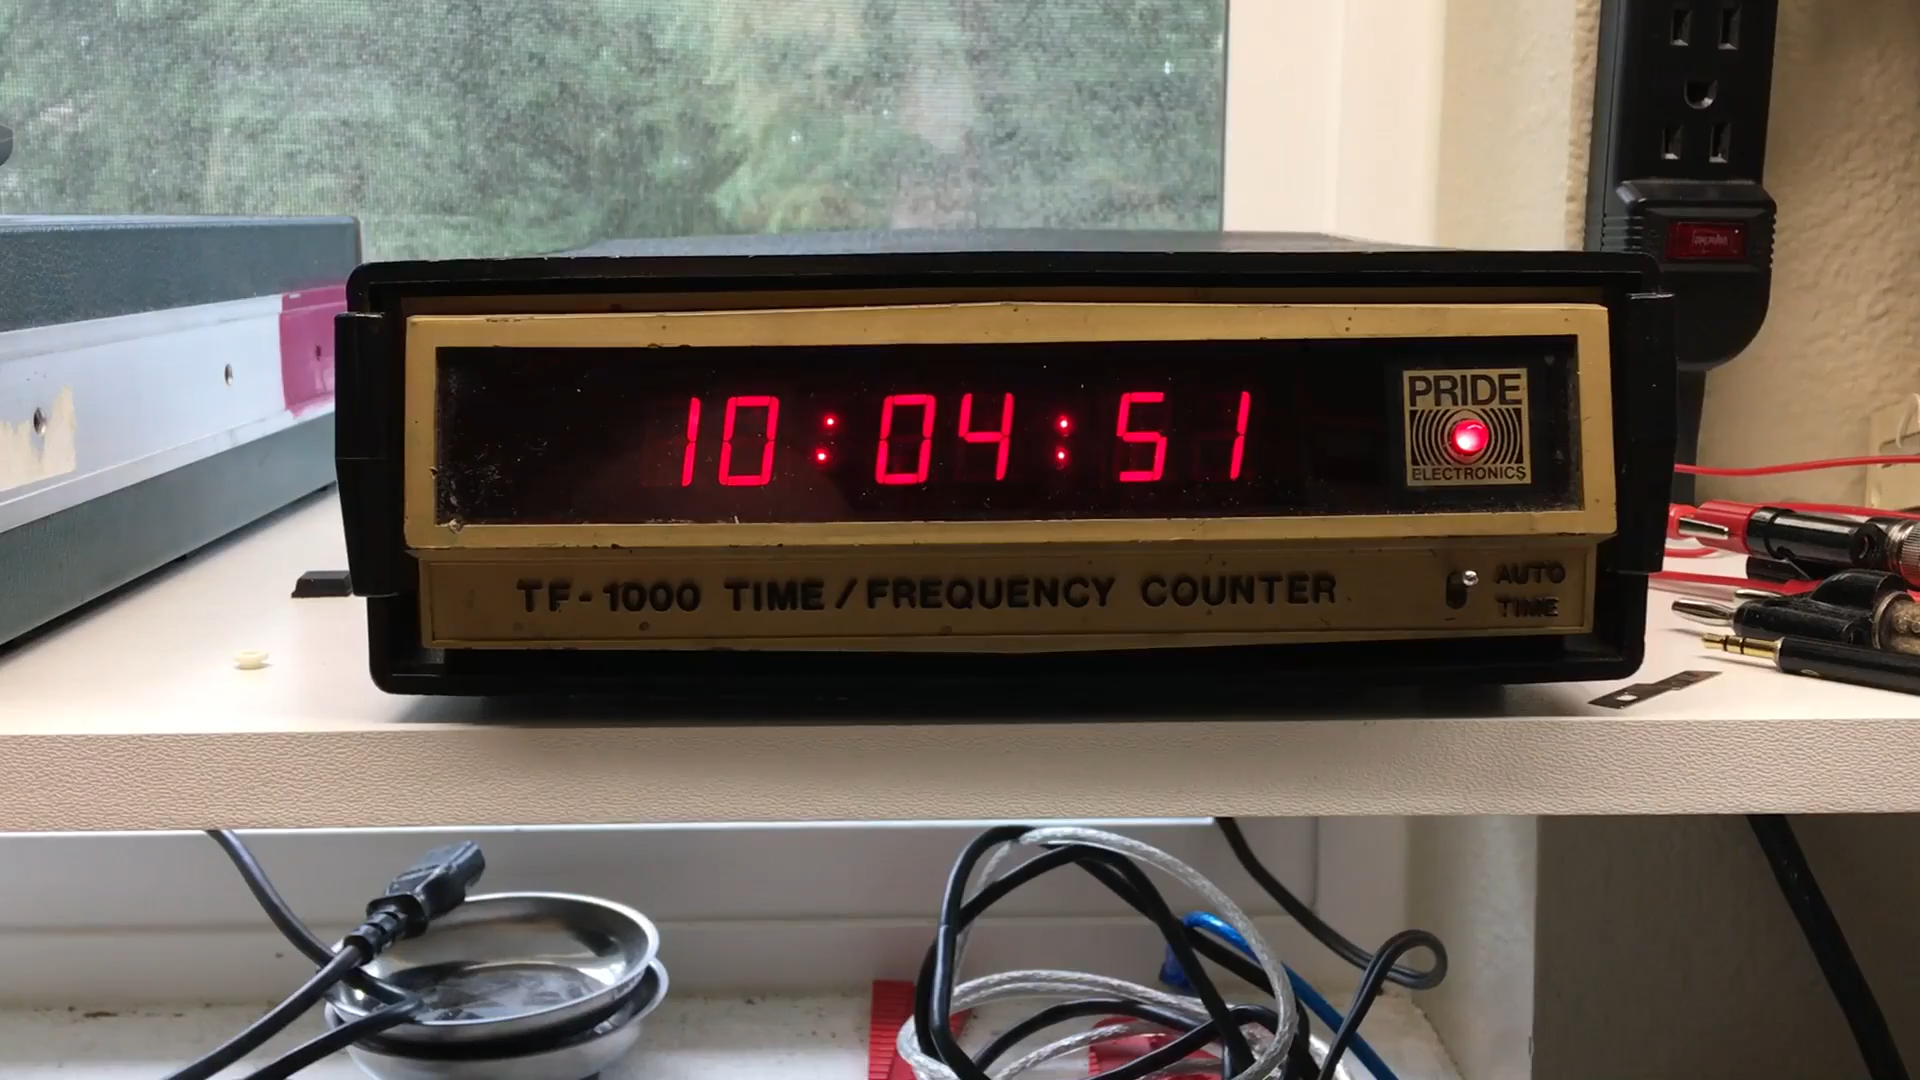 10:04:51
PRIDE
ELECTRONICS
TF-1000 TIME/FREQUENCY COUNTER
AUTO
TIME